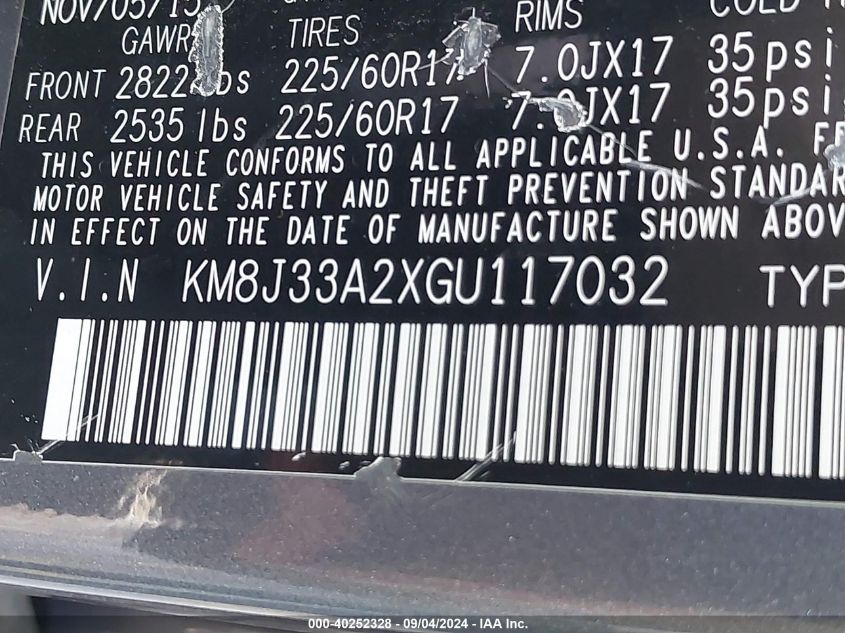 NOV/05/15
GAWR TIRES RIMS COLD
FRONT 2822 lbs 225/60R17 7.0JX17 35psi
REAR 2535 lbs 225/60R17 7.0JX17 35psi
THIS VEHICLE CONFORMS TO ALL APPLICABLE U.S.A.
MOTOR VEHICLE SAFETY AND THEFT PREVENTION STANDAR
IN EFFECT ON THE DATE OF MANUFACTURE SHOWN ABOV
V.I.N KM8J33A2XGU117032 TYP
000-40252328 - 09/04/2024 - IAA Inc.